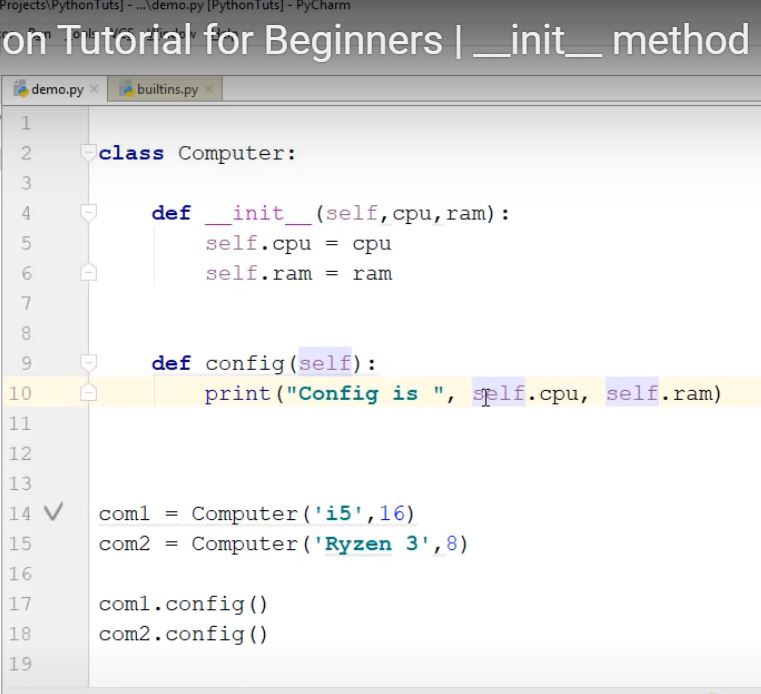 Projects\PythonTuts] - ...\demo.py [PythonTuts] - PyCharm
on Tutorial for Beginners | __init__ method
demo.py
builtins.py
1
2 class Computer:
3
4 def __init__(self,cpu,ram):
5 self.cpu = cpu
6 self.ram = ram
7
8
9 def config(self):
10 print("Config is ", self.cpu, self.ram)
11
12
13
14 com1 = Computer('i5',16)
15 com2 = Computer('Ryzen 3',8)
16
17 com1.config()
18 com2.config()
19